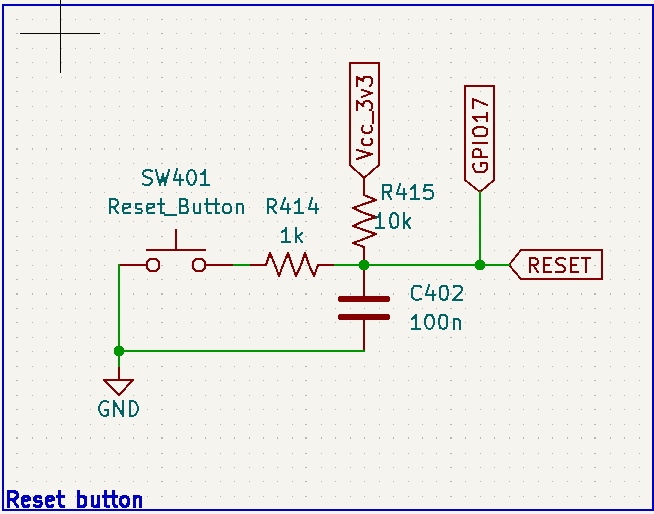 Vcc_3v3
GPIO17
SW401
Reset_Button
R414
1k
R415
10k
RESET
C402
100n
GND
Reset button